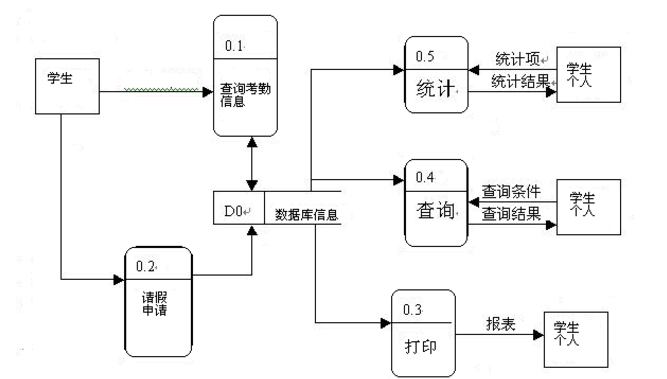 学生
0.1
查询考勤
信息
D0
数据库信息
0.2
请假
申请
0.5
统计
统计项
统计结果
学生
个人
0.4
查询
查询条件
查询结果
学生
个人
0.3
打印
报表
学生
个人